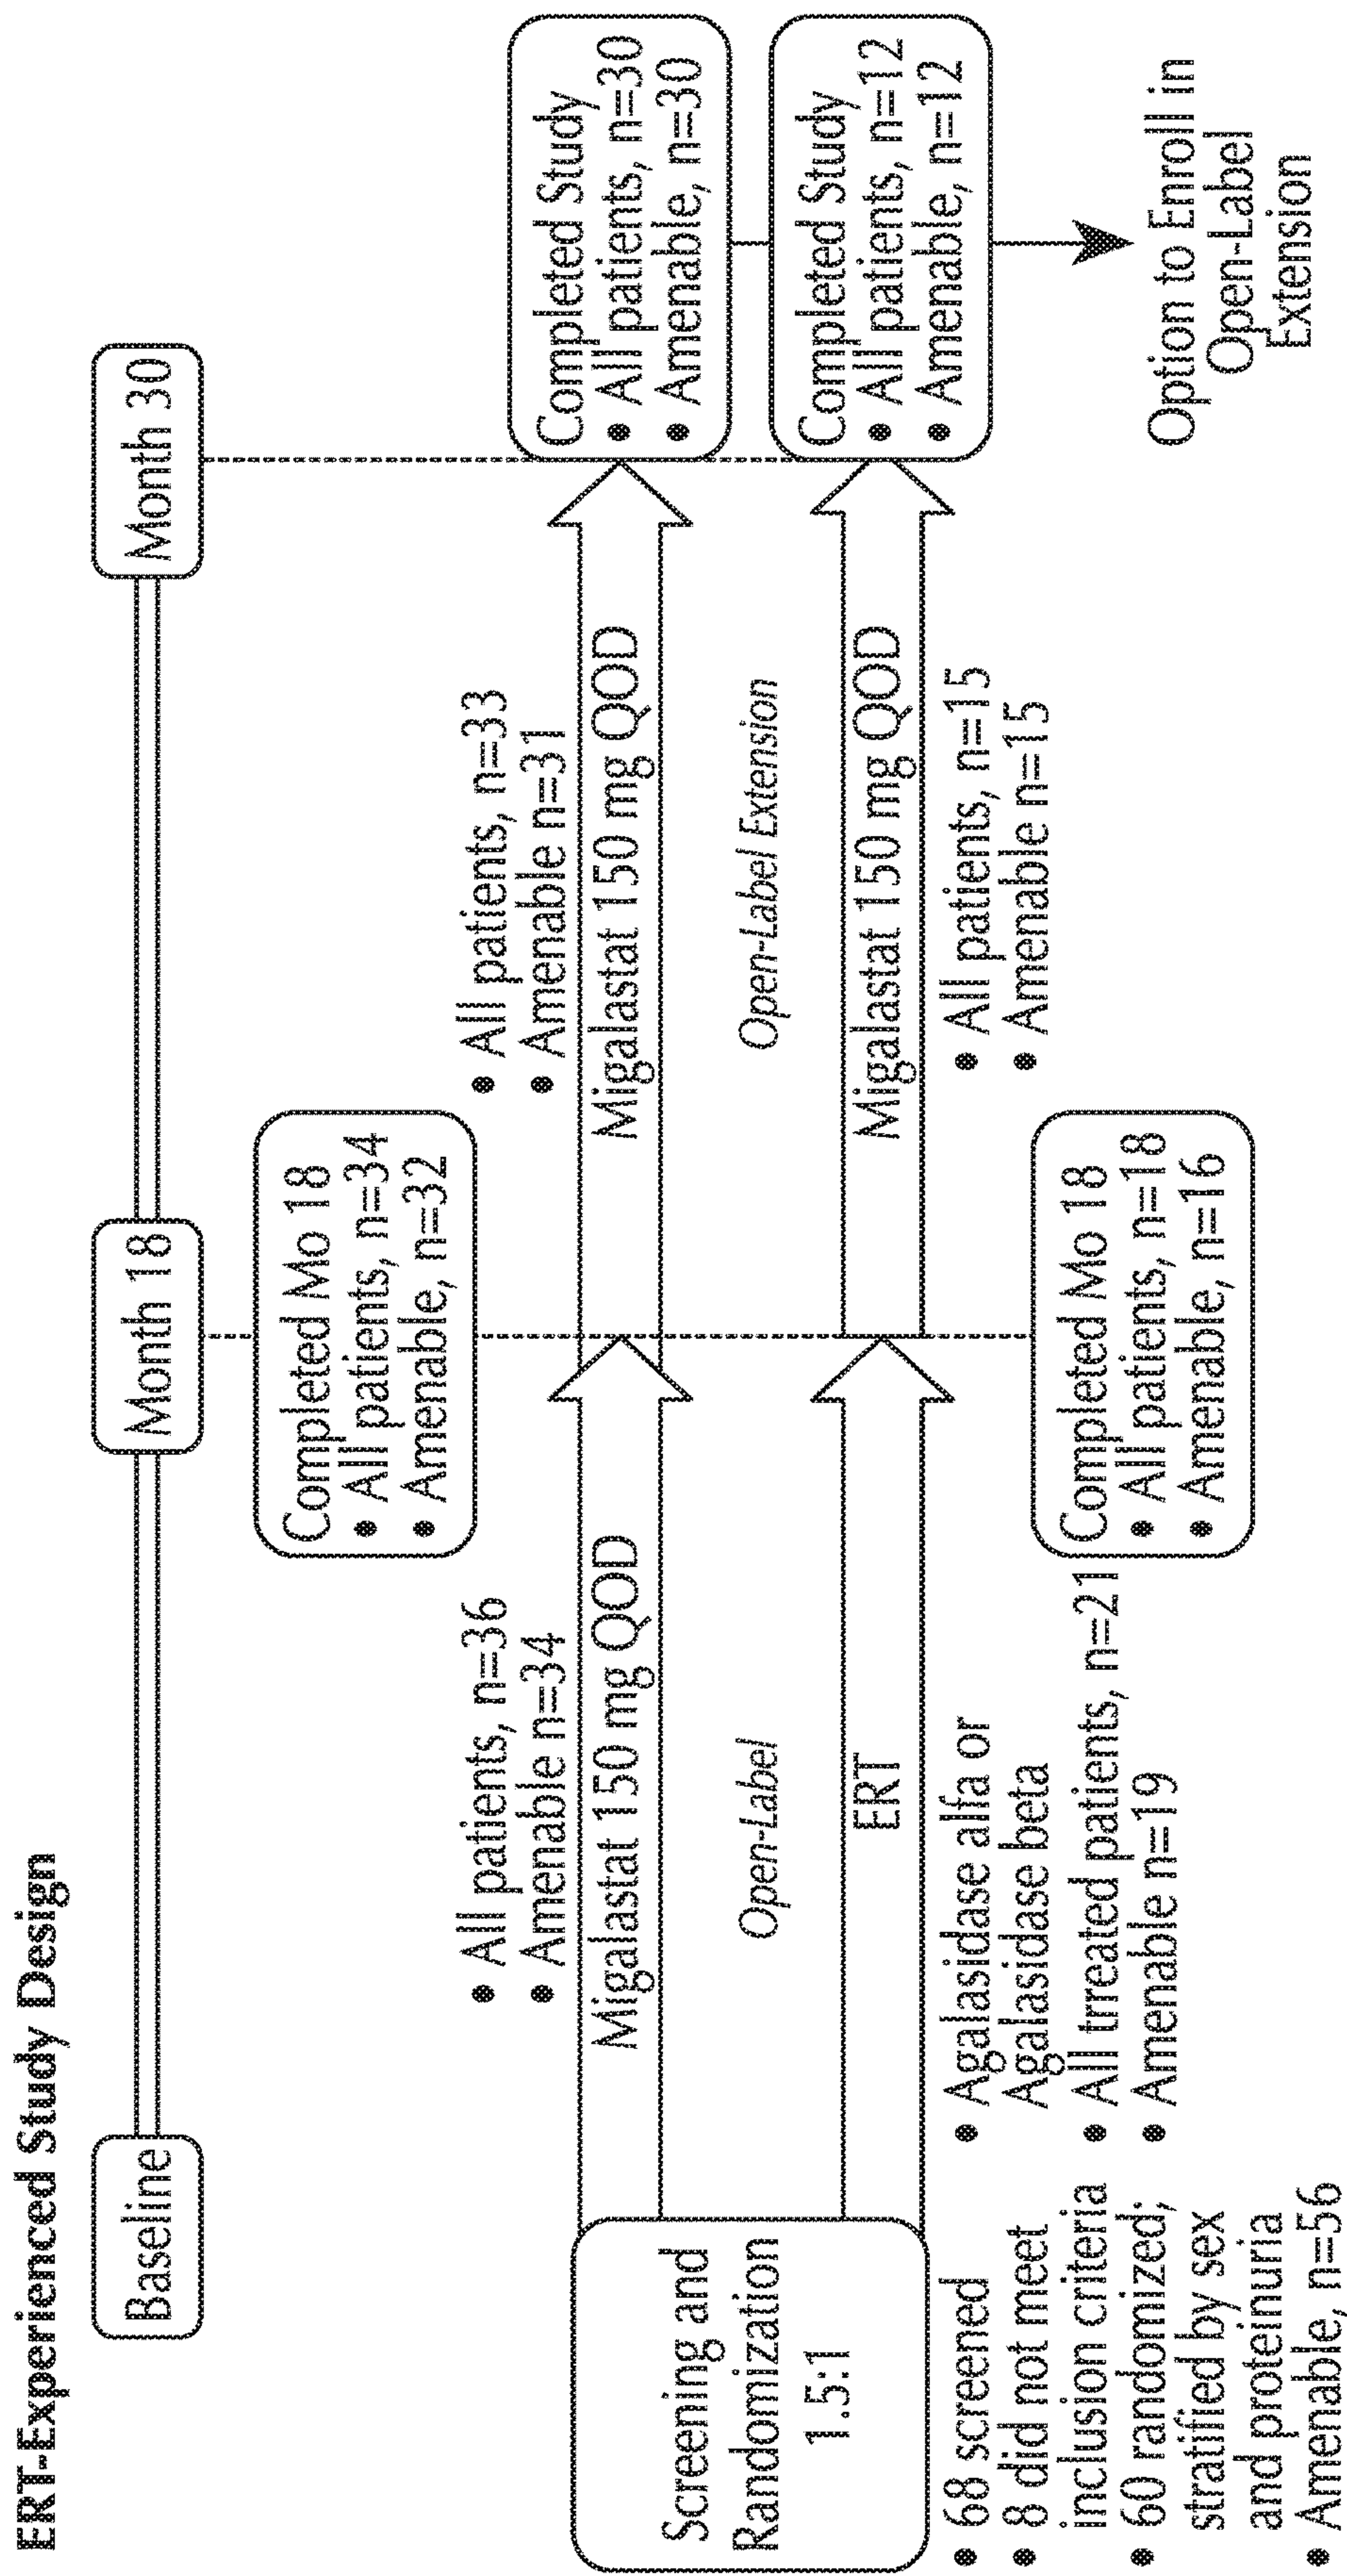 ERT-Experienced Study Design
Baseline
Month 18
Month 30
Completed Mo 18
• All patients, n=34
• Amenable, n=32
• All patients, n=36
• Amenable n=34
Migalastat 150 mg QOD
• All patients, n=33
• Amenable n=31
Migalastat 150 mg QOD
Completed Study
• All patients, n=30
• Amenable, n=30
Screening and
Randomization
1.5:1
Open-Label
Open-Label Extension
ERT
Migalastat 150 mg QOD
Completed Study
• All patients, n=12
• Amenable, n=12
• 68 screened
• 8 did not meet
inclusion criteria
• 60 randomized;
stratified by sex
and proteinuria
• Amenable, n=56
• Agalasidase alfa or
Agalasidase beta
• All trreated patients, n=21
• Amenable n=19
Completed Mo 18
• All patients, n=18
• Amenable, n=16
• All patients, n=15
• Amenable n=15
Option to Enroll in
Open-Label
Extension